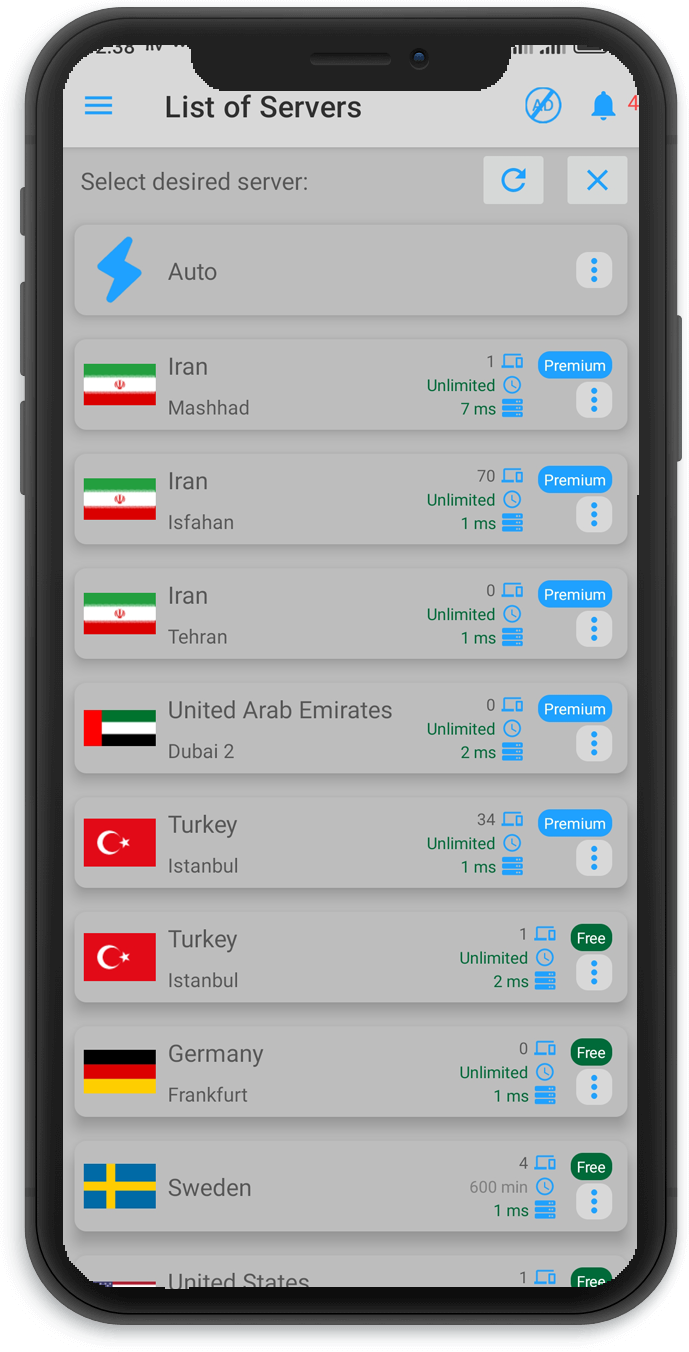 2:38
List of Servers
AD
4
Select desired server:
Auto
Iran
Mashhad
1
Unlimited
7 ms
Premium
Iran
Isfahan
70
Unlimited
1 ms
Premium
Iran
Tehran
0
Unlimited
1 ms
Premium
United Arab Emirates
Dubai 2
0
Unlimited
2 ms
Premium
Turkey
Istanbul
34
Unlimited
1 ms
Premium
Turkey
Istanbul
1
Unlimited
2 ms
Free
Germany
Frankfurt
0
Unlimited
1 ms
Free
Sweden
4
600 min
1 ms
Free
United States
1
Free